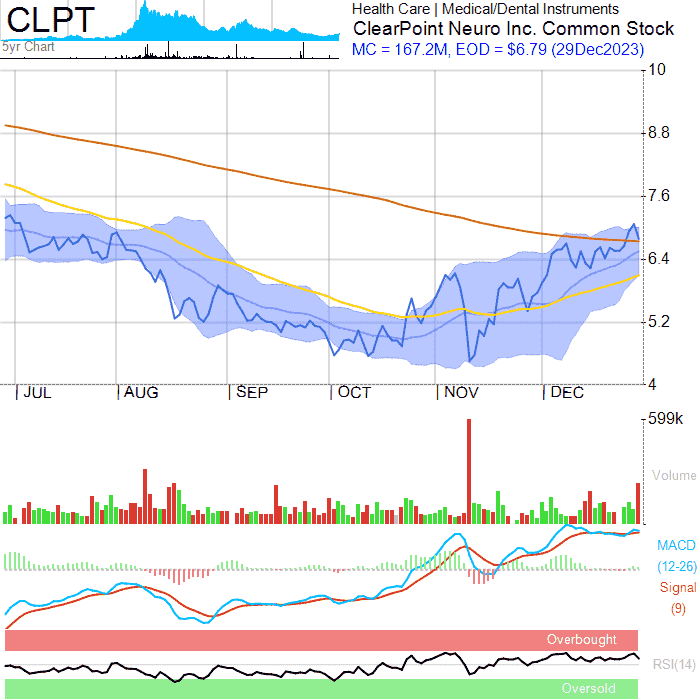 CLPT
5yr Chart
Health Care | Medical/Dental Instruments
ClearPoint Neuro Inc. Common Stock
MC = 167.2M, EOD = $6.79 (29Dec2023)
10
8.8
7.6
6.4
5.2
4
JUL AUG SEP OCT NOV DEC
599k
Volume
MACD
(12-26)
Signal
(9)
Overbought
RSI(14)
Oversold